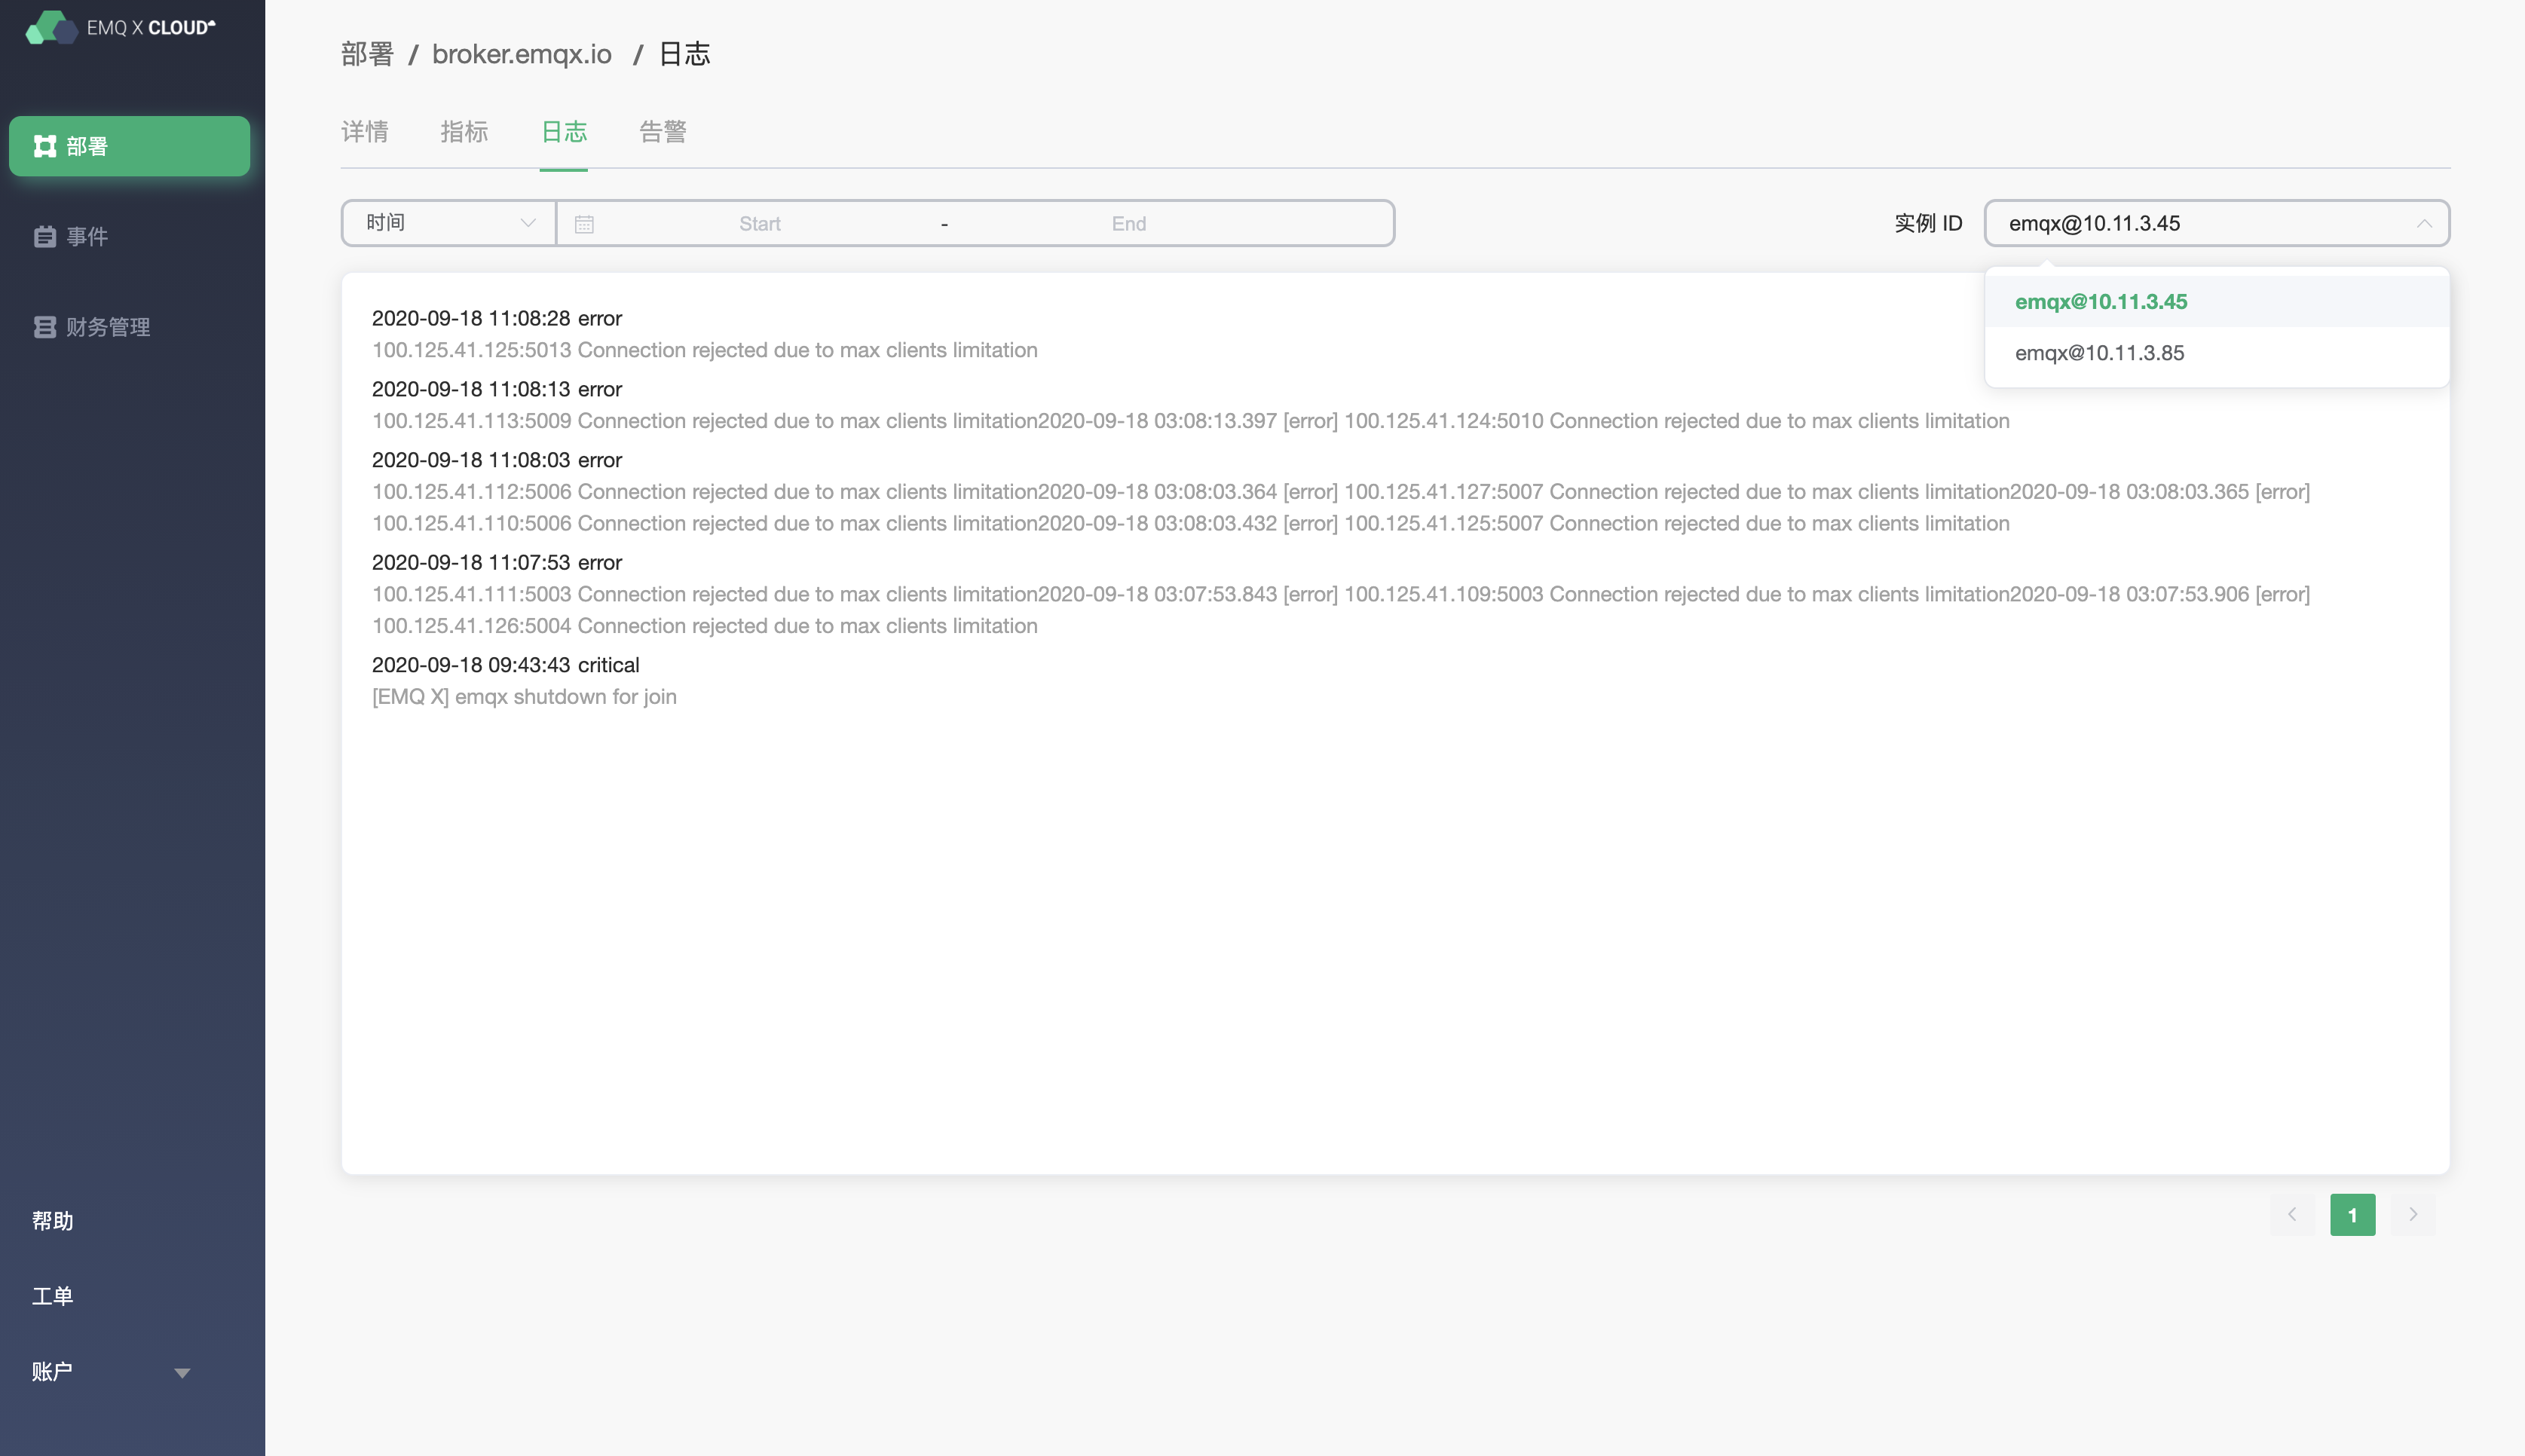 EMQ X CLOUD
部署
事件
财务管理
帮助
工单
账户
部署 / broker.emqx.io / 日志
详情 指标 日志 告警
时间 Start - End 实例 ID emqx@10.11.3.45
emqx@10.11.3.45
emqx@10.11.3.85
2020-09-18 11:08:28 error
100.125.41.125:5013 Connection rejected due to max clients limitation
2020-09-18 11:08:13 error
100.125.41.113:5009 Connection rejected due to max clients limitation2020-09-18 03:08:13.397 [error] 100.125.41.124:5010 Connection rejected due to max clients limitation
2020-09-18 11:08:03 error
100.125.41.112:5006 Connection rejected due to max clients limitation2020-09-18 03:08:03.364 [error] 100.125.41.127:5007 Connection rejected due to max clients limitation2020-09-18 03:08:03.365 [error]
100.125.41.110:5006 Connection rejected due to max clients limitation2020-09-18 03:08:03.432 [error] 100.125.41.125:5007 Connection rejected due to max clients limitation
2020-09-18 11:07:53 error
100.125.41.111:5003 Connection rejected due to max clients limitation2020-09-18 03:07:53.843 [error] 100.125.41.109:5003 Connection rejected due to max clients limitation2020-09-18 03:07:53.906 [error]
100.125.41.126:5004 Connection rejected due to max clients limitation
2020-09-18 09:43:43 critical
[EMQ X] emqx shutdown for join
1